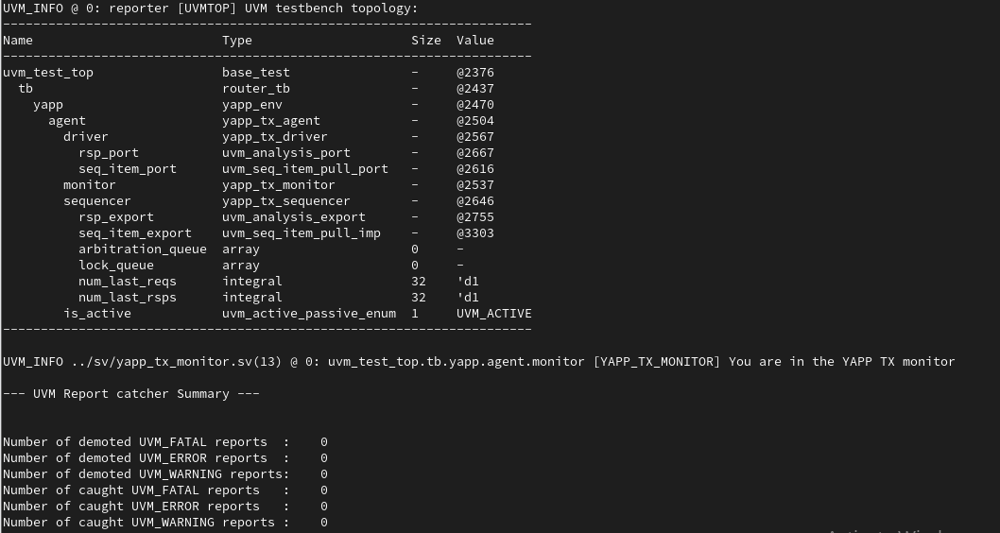 UVM_INFO @ 0: reporter [UVMTOP] UVM testbench topology:
----------------------------------------------------------------------
Name                         Type                     Size  Value
----------------------------------------------------------------------
uvm_test_top                 base_test                -     @2376
  tb                         router_tb                -     @2437
    yapp                     yapp_env                 -     @2470
      agent                  yapp_tx_agent            -     @2504
        driver               yapp_tx_driver           -     @2567
          rsp_port           uvm_analysis_port        -     @2667
          seq_item_port      uvm_seq_item_pull_port   -     @2616
        monitor              yapp_tx_monitor          -     @2537
        sequencer            yapp_tx_sequencer        -     @2646
          rsp_export         uvm_analysis_export      -     @2755
          seq_item_export    uvm_seq_item_pull_imp    -     @3303
          arbitration_queue  array                    0     -
          lock_queue         array                    0     -
          num_last_reqs      integral                 32    'd1
          num_last_rsps      integral                 32    'd1
        is_active            uvm_active_passive_enum  1     UVM_ACTIVE
----------------------------------------------------------------------
UVM_INFO ../sv/yapp_tx_monitor.sv(13) @ 0: uvm_test_top.tb.yapp.agent.monitor [YAPP_TX_MONITOR] You are in the YAPP TX monitor
--- UVM Report catcher Summary ---
Number of demoted UVM_FATAL reports  :    0
Number of demoted UVM_ERROR reports  :    0
Number of demoted UVM_WARNING reports:    0
Number of caught UVM_FATAL reports   :    0
Number of caught UVM_ERROR reports   :    0
Number of caught UVM_WARNING reports :    0